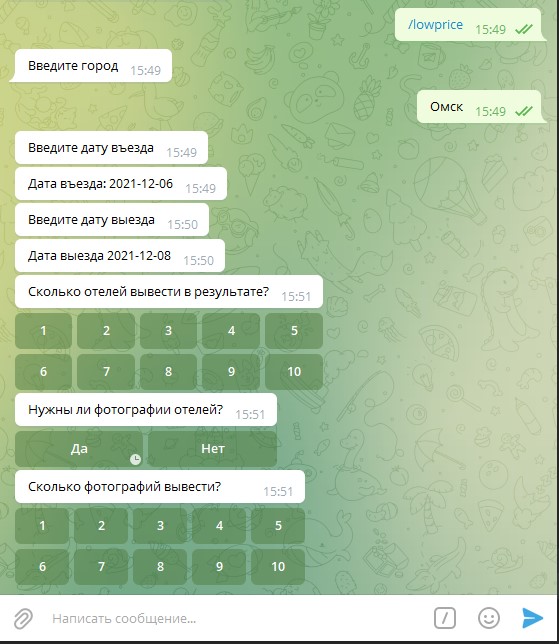 /lowprice 15:49
Введите город 15:49
Омск 15:49
Введите дату въезда 15:49
Дата въезда: 2021-12-06 15:49
Введите дату выезда 15:50
Дата выезда 2021-12-08 15:50
Сколько отелей вывести в результате? 15:51
1 2 3 4 5
6 7 8 9 10
Нужны ли фотографии отелей? 15:51
Да Нет
Сколько фотографий вывести? 15:51
1 2 3 4 5
6 7 8 9 10
Написать сообщение...